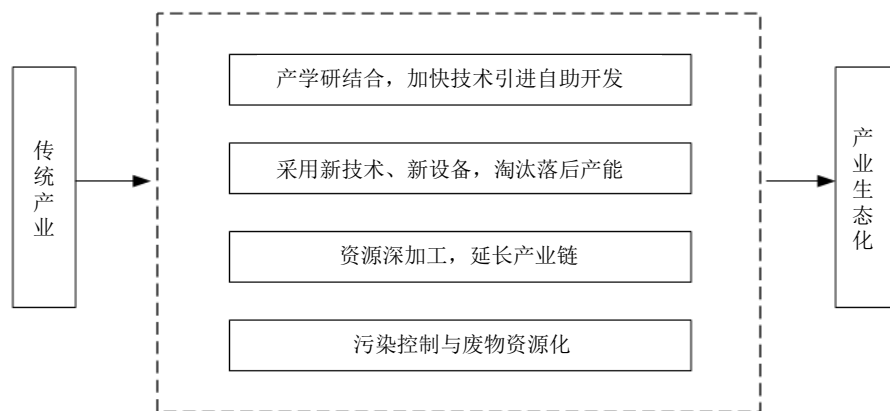 传统产业
产学研结合，加快技术引进自助开发
采用新技术、新设备，淘汰落后产能
资源深加工，延长产业链
污染控制与废物资源化
产业生态化